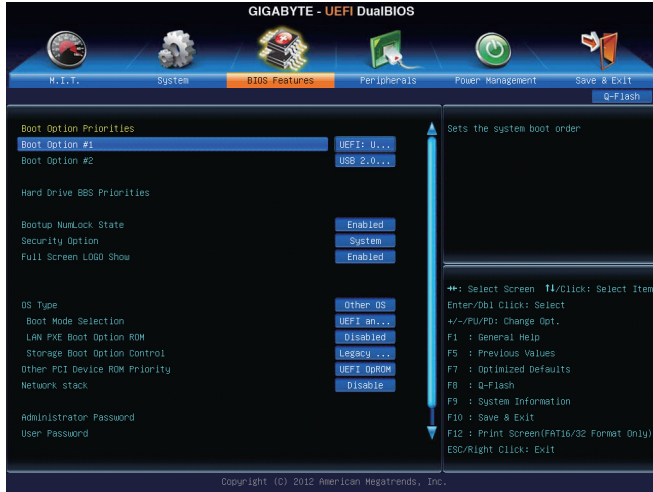 GIGABYTE - UEFI DualBIOS
M.I.T.
System
BIOS Features
Peripherals
Power Management
Save & Exit
Q-Flash
Boot Option Priorities
Boot Option #1 UEFI: U...
Boot Option #2 USB 2.0...
Hard Drive BBS Priorities
Bootup NumLock State Enabled
Security Option System
Full Screen LOGO Show Enabled
OS Type Other OS
Boot Mode Selection UEFI an...
LAN PXE Boot Option ROM Disabled
Storage Boot Option Control Legacy ...
Other PCI Device ROM Priority UEFI OpROM
Network stack Disable
Administrator Password
User Password
Sets the system boot order
→←: Select Screen ↑↓/Click: Select Item
Enter/Dbl Click: Select
+/-/PU/PD: Change Opt.
F1 : General Help
F5 : Previous Values
F7 : Optimized Defaults
F8 : Q-Flash
F9 : System Information
F10 : Save & Exit
F12 : Print Screen(FAT16/32 Format Only)
ESC/Right Click: Exit
Copyright (C) 2012 American Megatrends, Inc.